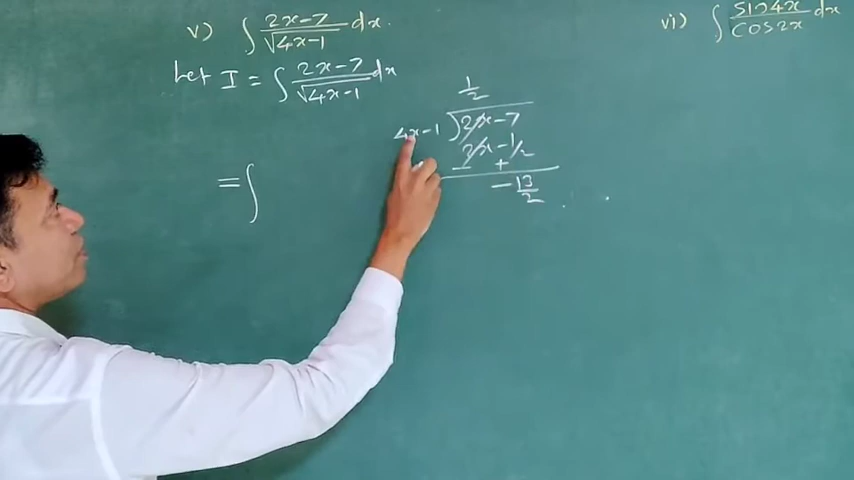 v) ∫ 2x-7/√4x-1 dx.
vi) ∫ sin4x/cos2x dx
Let I = ∫ 2x-7/√4x-1 dx
1/2
4x-1 ) 2x-7
2x-1/2
- +
-13/2
= ∫